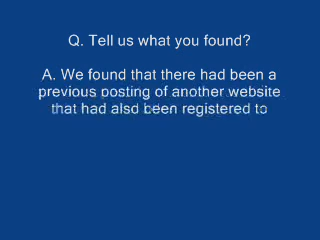 Q. Tell us what you found?
A. We found that there had been a
previous posting of another website
that had also been registered to